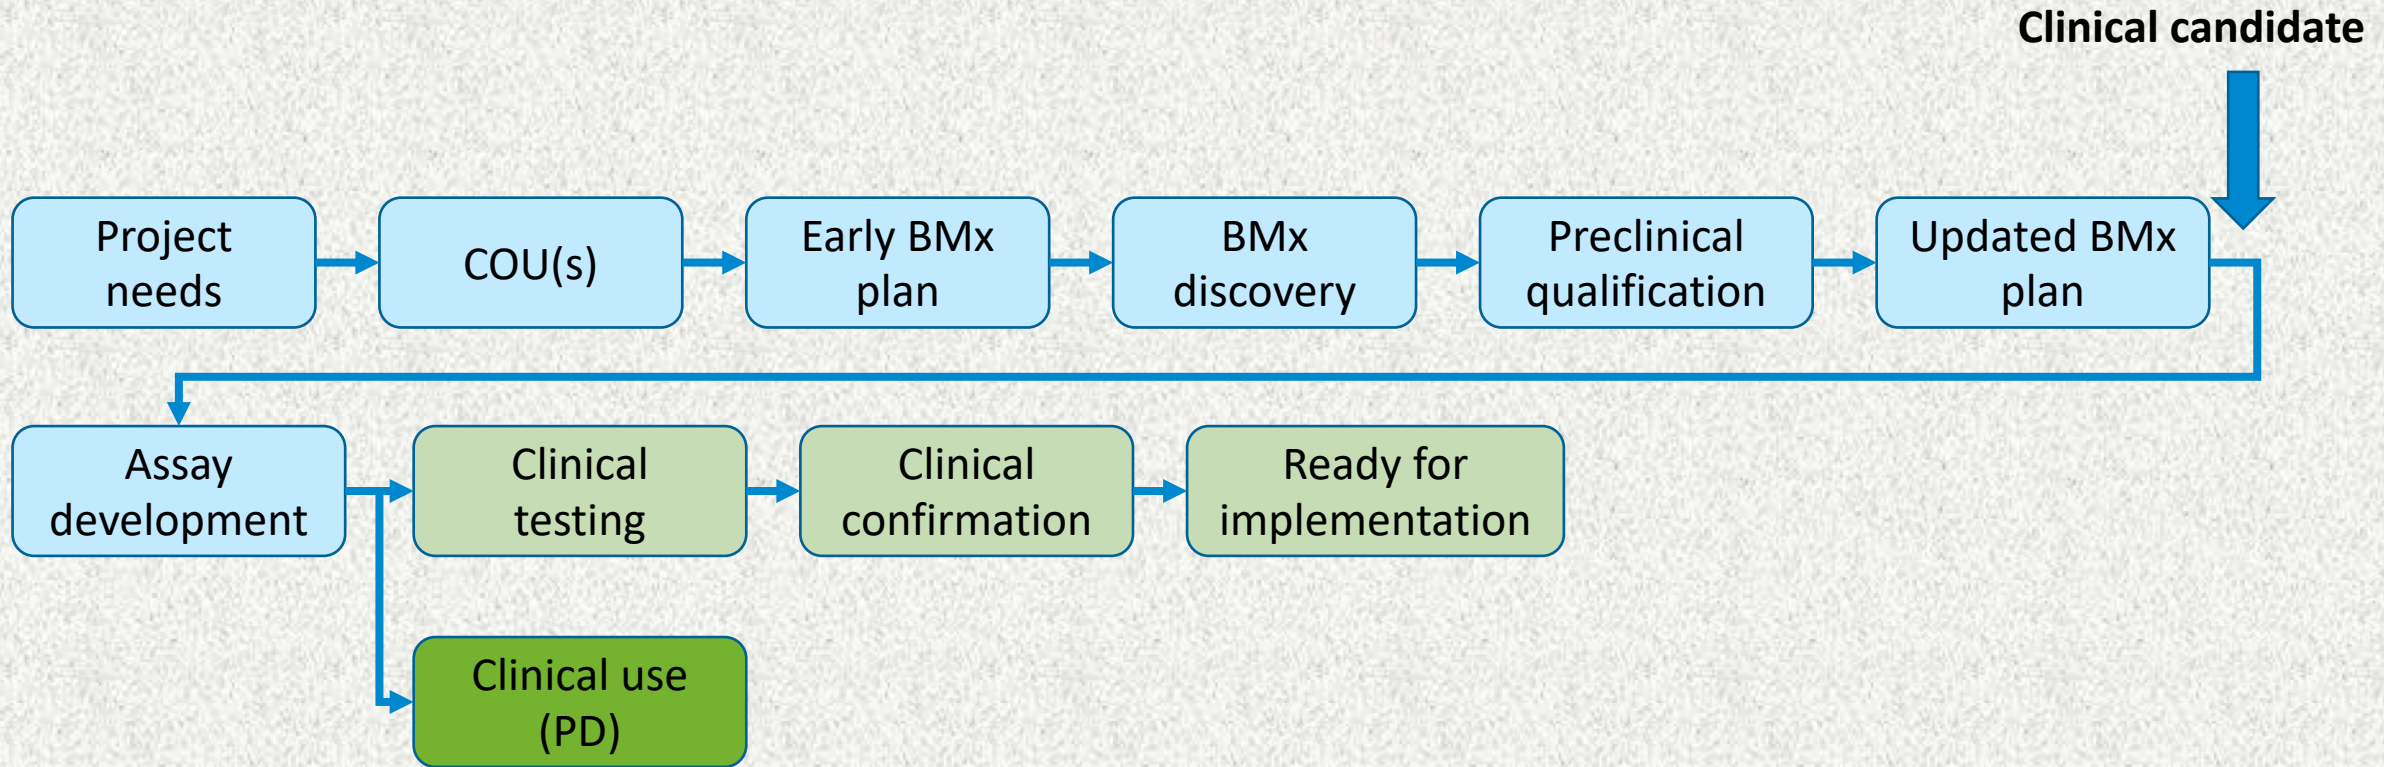 Clinical candidate
Project
needs
COU(s)
Early BMx
plan
BMx
discovery
Preclinical
qualification
Updated BMx
plan
Assay
development
Clinical
testing
Clinical
confirmation
Ready for
implementation
Clinical use
(PD)